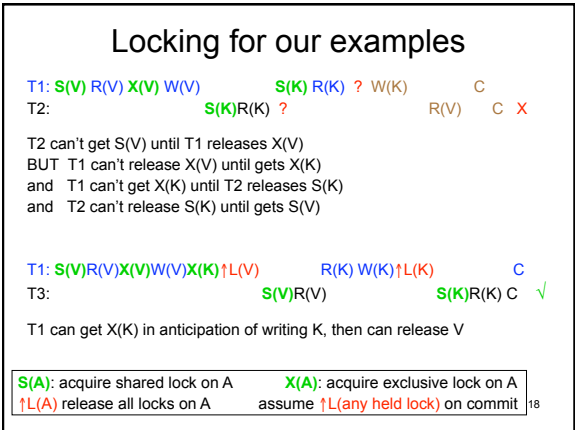 Locking for our examples
T1: S(V) R(V) X(V) W(V) S(K) R(K) ? W(K) C
T2: S(K)R(K) ? R(V) C X
T2 can't get S(V) until T1 releases X(V)
BUT T1 can't release X(V) until gets X(K)
and T1 can't get X(K) until T2 releases S(K)
and T2 can't release S(K) until gets S(V)
T1: S(V)R(V)X(V)W(V)X(K)↑L(V) R(K) W(K)↑L(K) C
T3: S(V)R(V) S(K)R(K) C √
T1 can get X(K) in anticipation of writing K, then can release V
S(A): acquire shared lock on A X(A): acquire exclusive lock on A
↑L(A) release all locks on A assume ↑L(any held lock) on commit
18